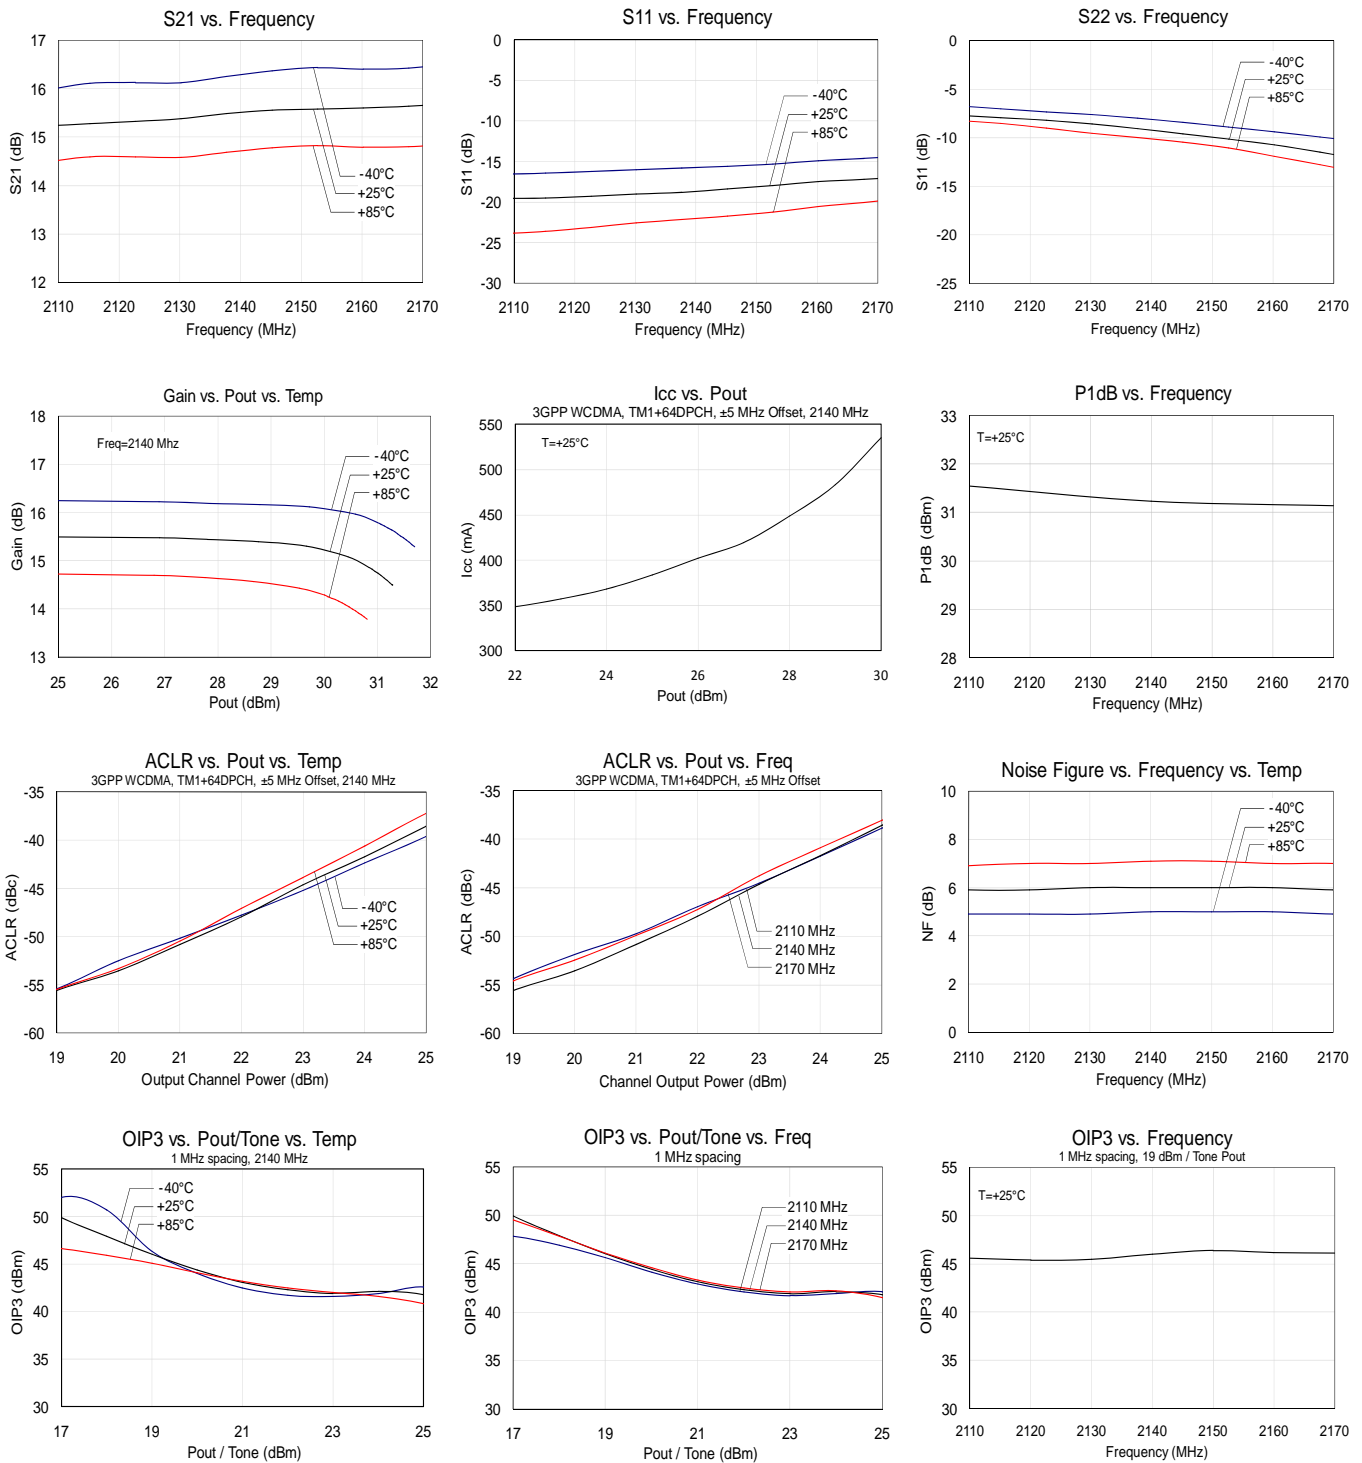 S21 vs. Frequency
17
16
15
14
13
12
S21 (dB)
-40°C
+25°C
+85°C
2110 2120 2130 2140 2150 2160 2170
Frequency (MHz)
S11 vs. Frequency
0
-5
-10
-15
-20
-25
-30
S11 (dB)
-40°C
+25°C
+85°C
2110 2120 2130 2140 2150 2160 2170
Frequency (MHz)
S22 vs. Frequency
0
-5
-10
-15
-20
-25
S11 (dB)
-40°C
+25°C
+85°C
2110 2120 2130 2140 2150 2160 2170
Frequency (MHz)
Gain vs. Pout vs. Temp
18
17
16
15
14
13
Gain (dB)
Freq=2140 Mhz
-40°C
+25°C
+85°C
25 26 27 28 29 30 31 32
Pout (dBm)
Icc vs. Pout
3GPP WCDMA, TM1+64DPCH, ±5 MHz Offset, 2140 MHz
550
500
450
400
350
300
Icc (mA)
T=+25°C
22 24 26 28 30
Pout (dBm)
P1dB vs. Frequency
33
32
31
30
29
28
P1dB (dBm)
T=+25°C
2110 2120 2130 2140 2150 2160 2170
Frequency (MHz)
ACLR vs. Pout vs. Temp
3GPP WCDMA, TM1+64DPCH, ±5 MHz Offset, 2140 MHz
-35
-40
-45
-50
-55
-60
ACLR (dBc)
-40°C
+25°C
+85°C
19 20 21 22 23 24 25
Output Channel Power (dBm)
ACLR vs. Pout vs. Freq
3GPP WCDMA, TM1+64DPCH, ±5 MHz Offset
-35
-40
-45
-50
-55
-60
ACLR (dBc)
2110 MHz
2140 MHz
2170 MHz
19 20 21 22 23 24 25
Channel Output Power (dBm)
Noise Figure vs. Frequency vs. Temp
10
8
6
4
2
0
NF (dB)
-40°C
+25°C
+85°C
2110 2120 2130 2140 2150 2160 2170
Frequency (MHz)
OIP3 vs. Pout/Tone vs. Temp
1 MHz spacing, 2140 MHz
55
50
45
40
35
30
OIP3 (dBm)
-40°C
+25°C
+85°C
17 19 21 23 25
Pout / Tone (dBm)
OIP3 vs. Pout/Tone vs. Freq
1 MHz spacing
55
50
45
40
35
30
OIP3 (dBm)
2110 MHz
2140 MHz
2170 MHz
17 19 21 23 25
Pout / Tone (dBm)
OIP3 vs. Frequency
1 MHz spacing, 19 dBm / Tone Pout
55
50
45
40
35
30
OIP3 (dBm)
T=+25°C
2110 2120 2130 2140 2150 2160 2170
Frequency (MHz)